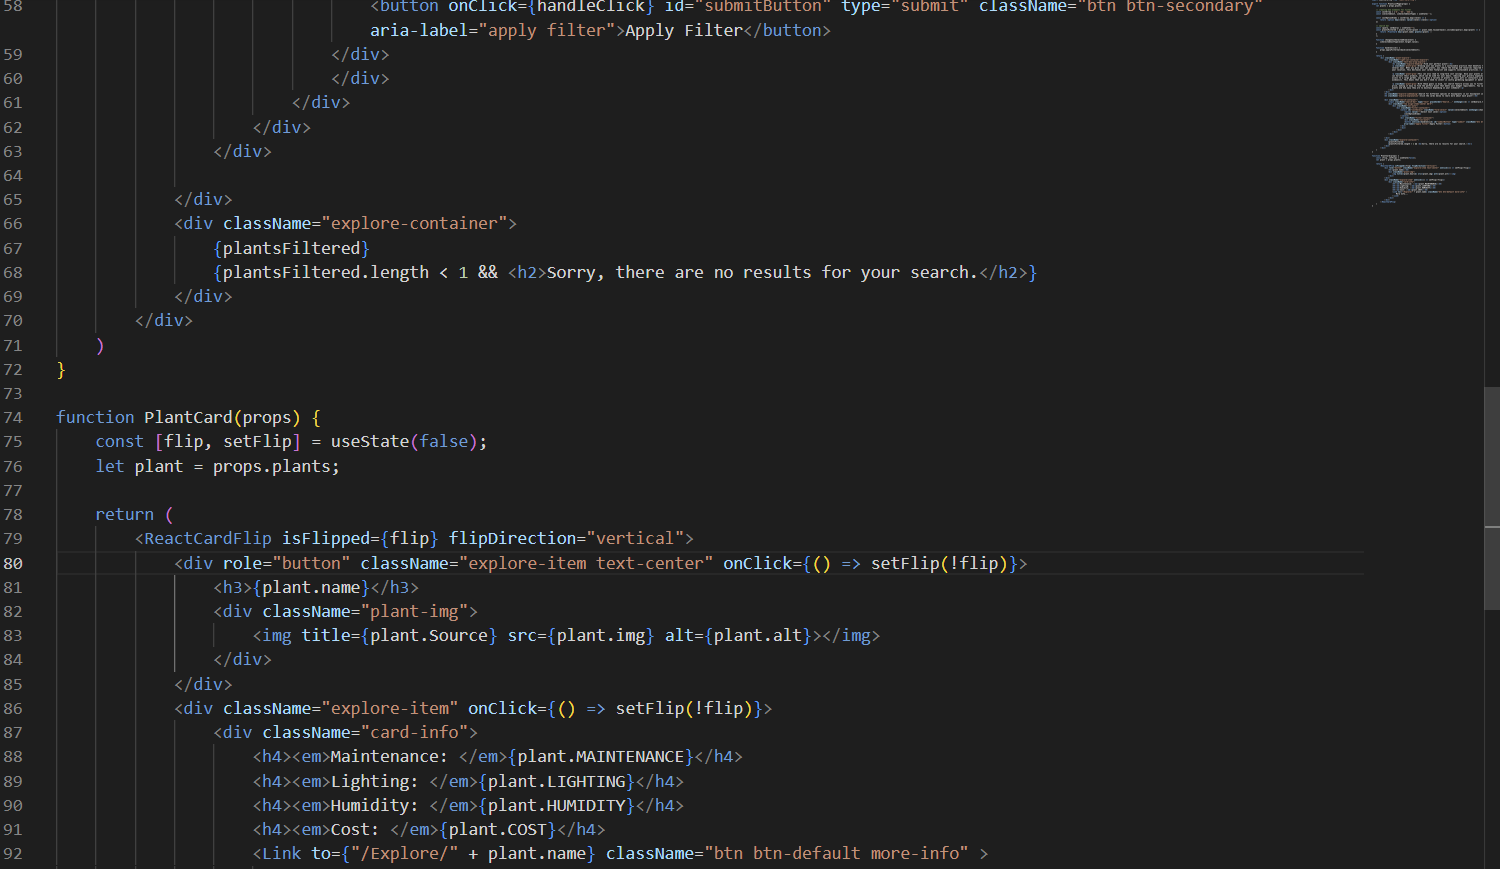 58 <button onClick={handleClick} id="submitButton" type="submit" className="btn btn-secondary"
aria-label="apply filter">Apply Filter</button>
59 </div>
60 </div>
61 </div>
62 </div>
63 </div>
64
65 </div>
66 <div className="explore-container">
67 {plantsFiltered}
68 {plantsFiltered.length < 1 && <h2>Sorry, there are no results for your search.</h2>}
69 </div>
70 </div>
71 )
72 }
73
74 function PlantCard(props) {
75 const [flip, setFlip] = useState(false);
76 let plant = props.plants;
77
78 return (
79 <ReactCardFlip isFlipped={flip} flipDirection="vertical">
80 <div role="button" className="explore-item text-center" onClick={() => setFlip(!flip)}>
81 <h3>{plant.name}</h3>
82 <div className="plant-img">
83 <img title={plant.Source} src={plant.img} alt={plant.alt}></img>
84 </div>
85 </div>
86 <div className="explore-item" onClick={() => setFlip(!flip)}>
87 <div className="card-info">
88 <h4><em>Maintenance: </em>{plant.MAINTENANCE}</h4>
89 <h4><em>Lighting: </em>{plant.LIGHTING}</h4>
90 <h4><em>Humidity: </em>{plant.HUMIDITY}</h4>
91 <h4><em>Cost: </em>{plant.COST}</h4>
92 <Link to={"/Explore/" + plant.name} className="btn btn-default more-info" >